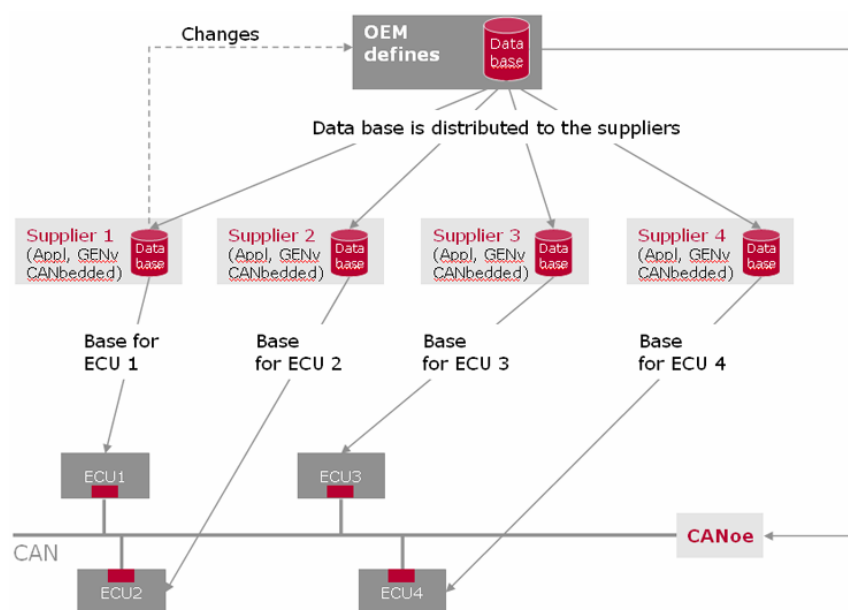 Changes
OEM
defines
Data
base
Data base is distributed to the suppliers
Supplier 1
(Appl, GENy
CANbedded)
Data
base
Supplier 2
(Appl, GENy
CANbedded)
Data
base
Supplier 3
(Appl, GENy
CANbedded)
Data
base
Supplier 4
(Appl, GENy
CANbedded)
Data
base
Base for
ECU 1
Base
for ECU 2
Base
for ECU 3
Base
for ECU 4
ECU1
ECU3
CAN
CANoe
ECU2
ECU4